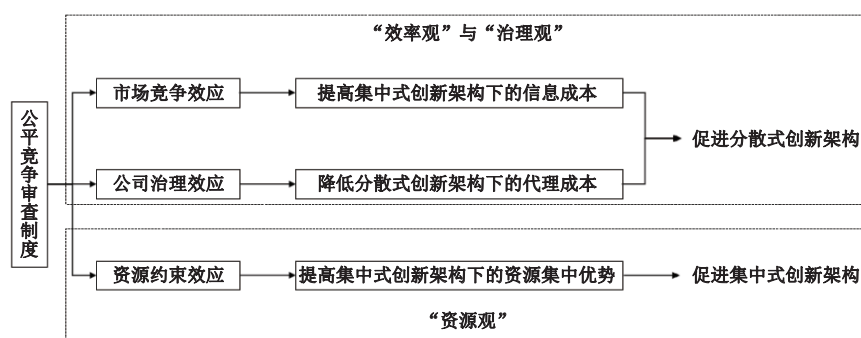 “效率观”与“治理观”
市场竞争效应
提高集中式创新架构下的信息成本
促进分散式创新架构
公平竞争审查制度
公司治理效应
降低分散式创新架构下的代理成本
资源约束效应
提高集中式创新架构下的资源集中优势
促进集中式创新架构
“资源观”